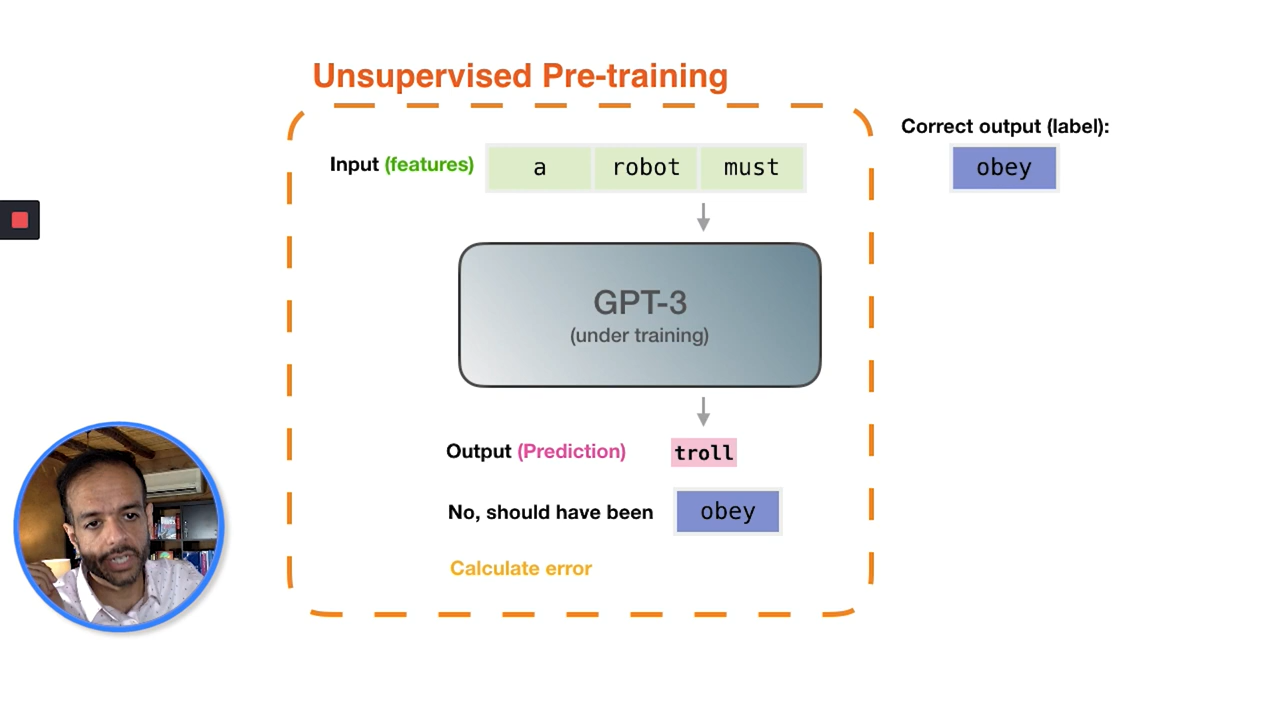 Unsupervised Pre-training
Correct output (label):
Input (features) a robot must
obey
GPT-3
(under training)
Output (Prediction) troll
No, should have been obey
Calculate error